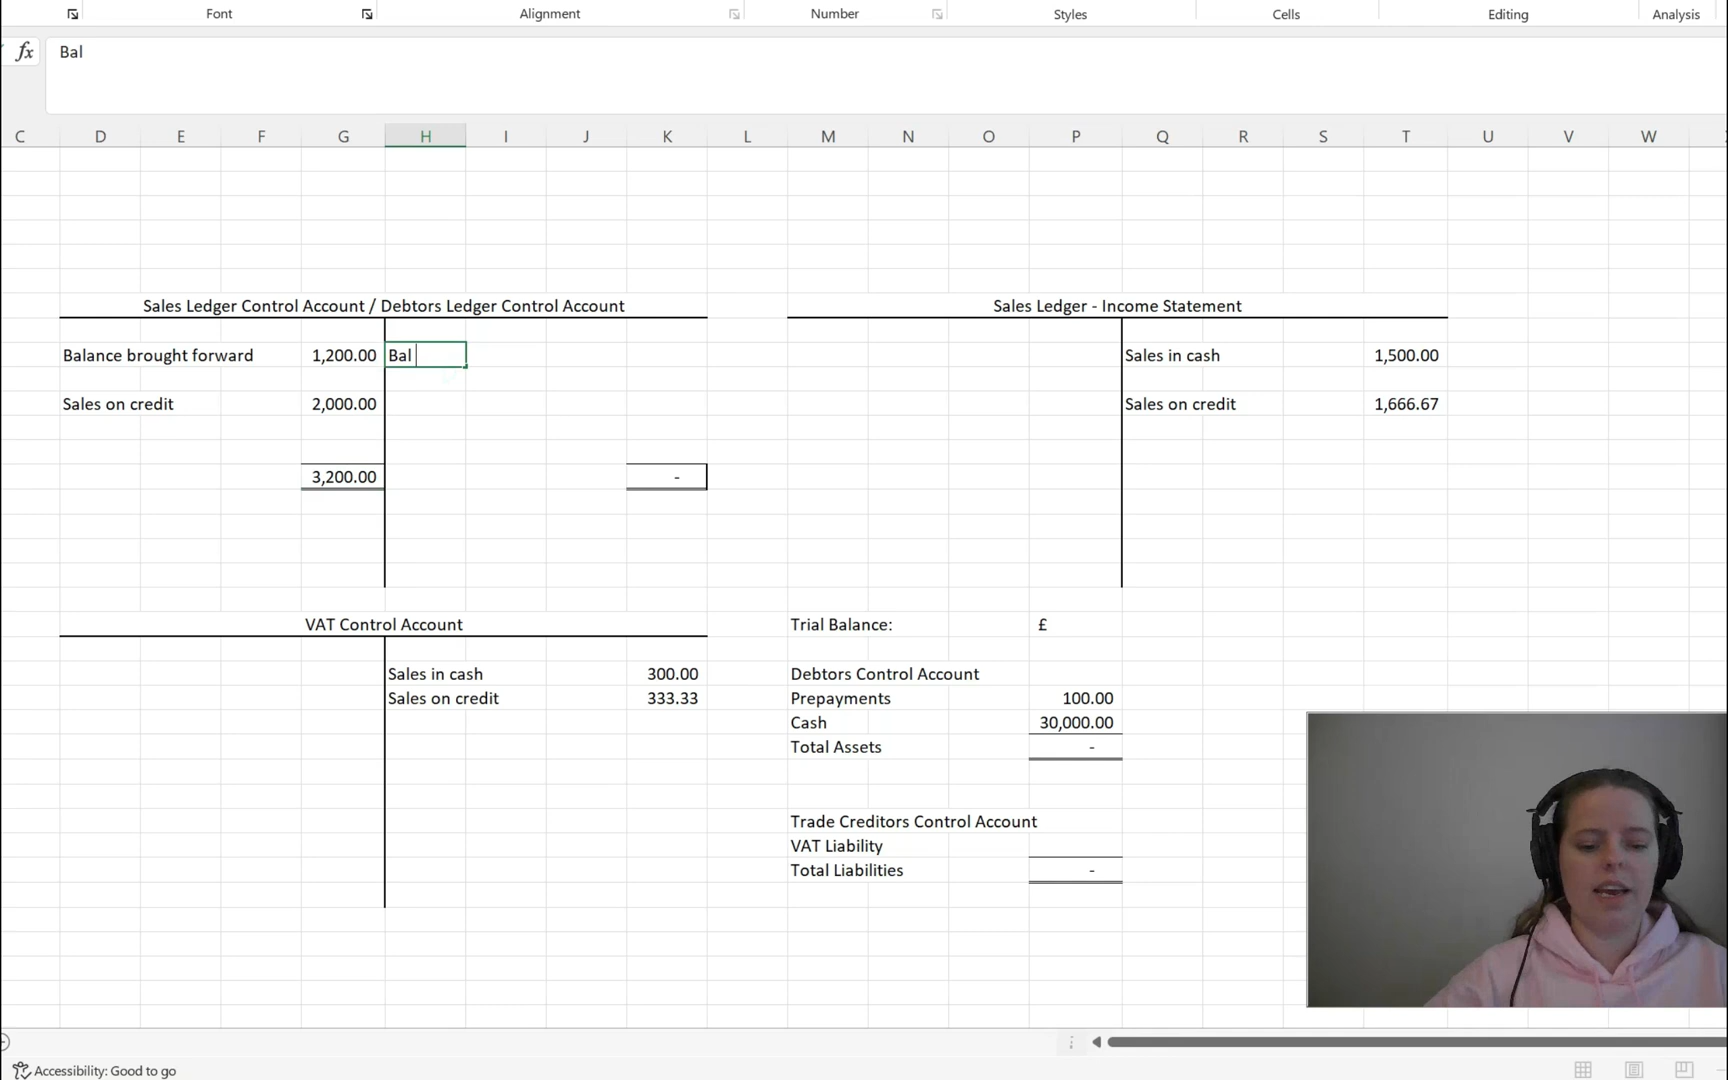 Font Alignment Number Styles Cells Editing Analysis
fx Bal
C D E F G H I J K L M N O P Q R S T U V W
Sales Ledger Control Account / Debtors Ledger Control Account
Balance brought forward 1,200.00 Bal
Sales on credit 2,000.00
3,200.00 -
Sales Ledger - Income Statement
Sales in cash 1,500.00
Sales on credit 1,666.67
VAT Control Account
Sales in cash 300.00
Sales on credit 333.33
Trial Balance: £
Debtors Control Account
Prepayments 100.00
Cash 30,000.00
Total Assets -
Trade Creditors Control Account
VAT Liability
Total Liabilities -
Accessibility: Good to go